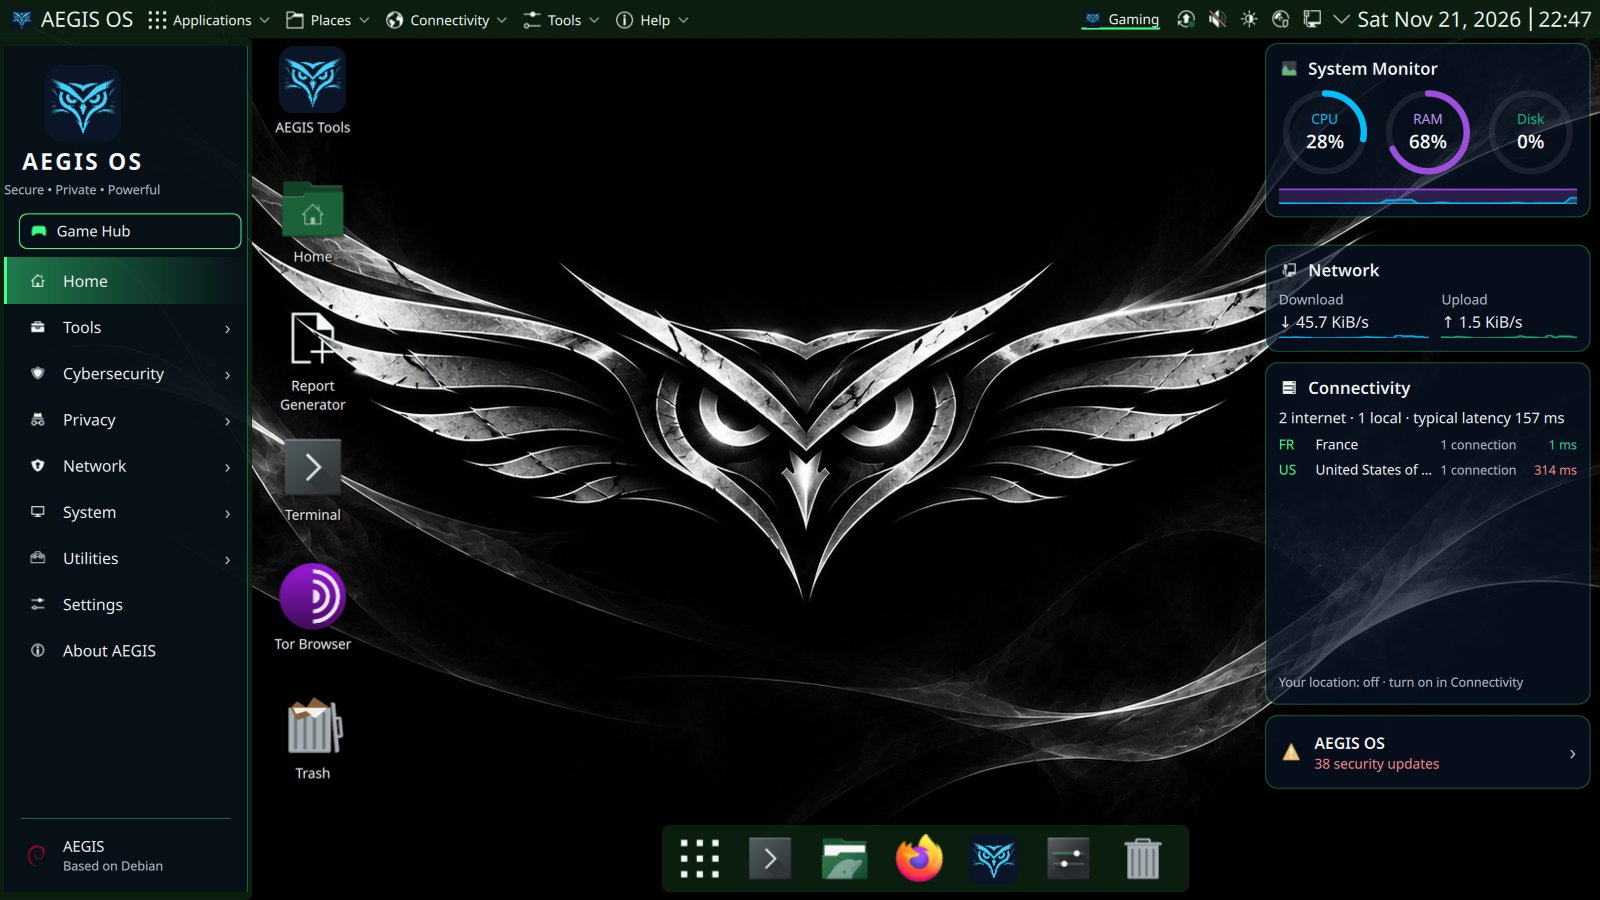 AEGIS OS
Applications
Places
Connectivity
Tools
Help
Gaming
Sat Nov 21, 2026 | 22:47
AEGIS OS
Secure • Private • Powerful
Game Hub
Home
Tools
Cybersecurity
Privacy
Network
System
Utilities
Settings
About AEGIS
AEGIS
Based on Debian
AEGIS Tools
Home
Report
Generator
Terminal
Tor Browser
Trash
System Monitor
CPU
28%
RAM
68%
Disk
0%
Network
Download
Upload
↓ 45.7 KiB/s
↑ 1.5 KiB/s
Connectivity
2 internet · 1 local · typical latency 157 ms
FR France 1 connection 1 ms
US United States of ... 1 connection 314 ms
Your location: off · turn on in Connectivity
AEGIS OS
38 security updates